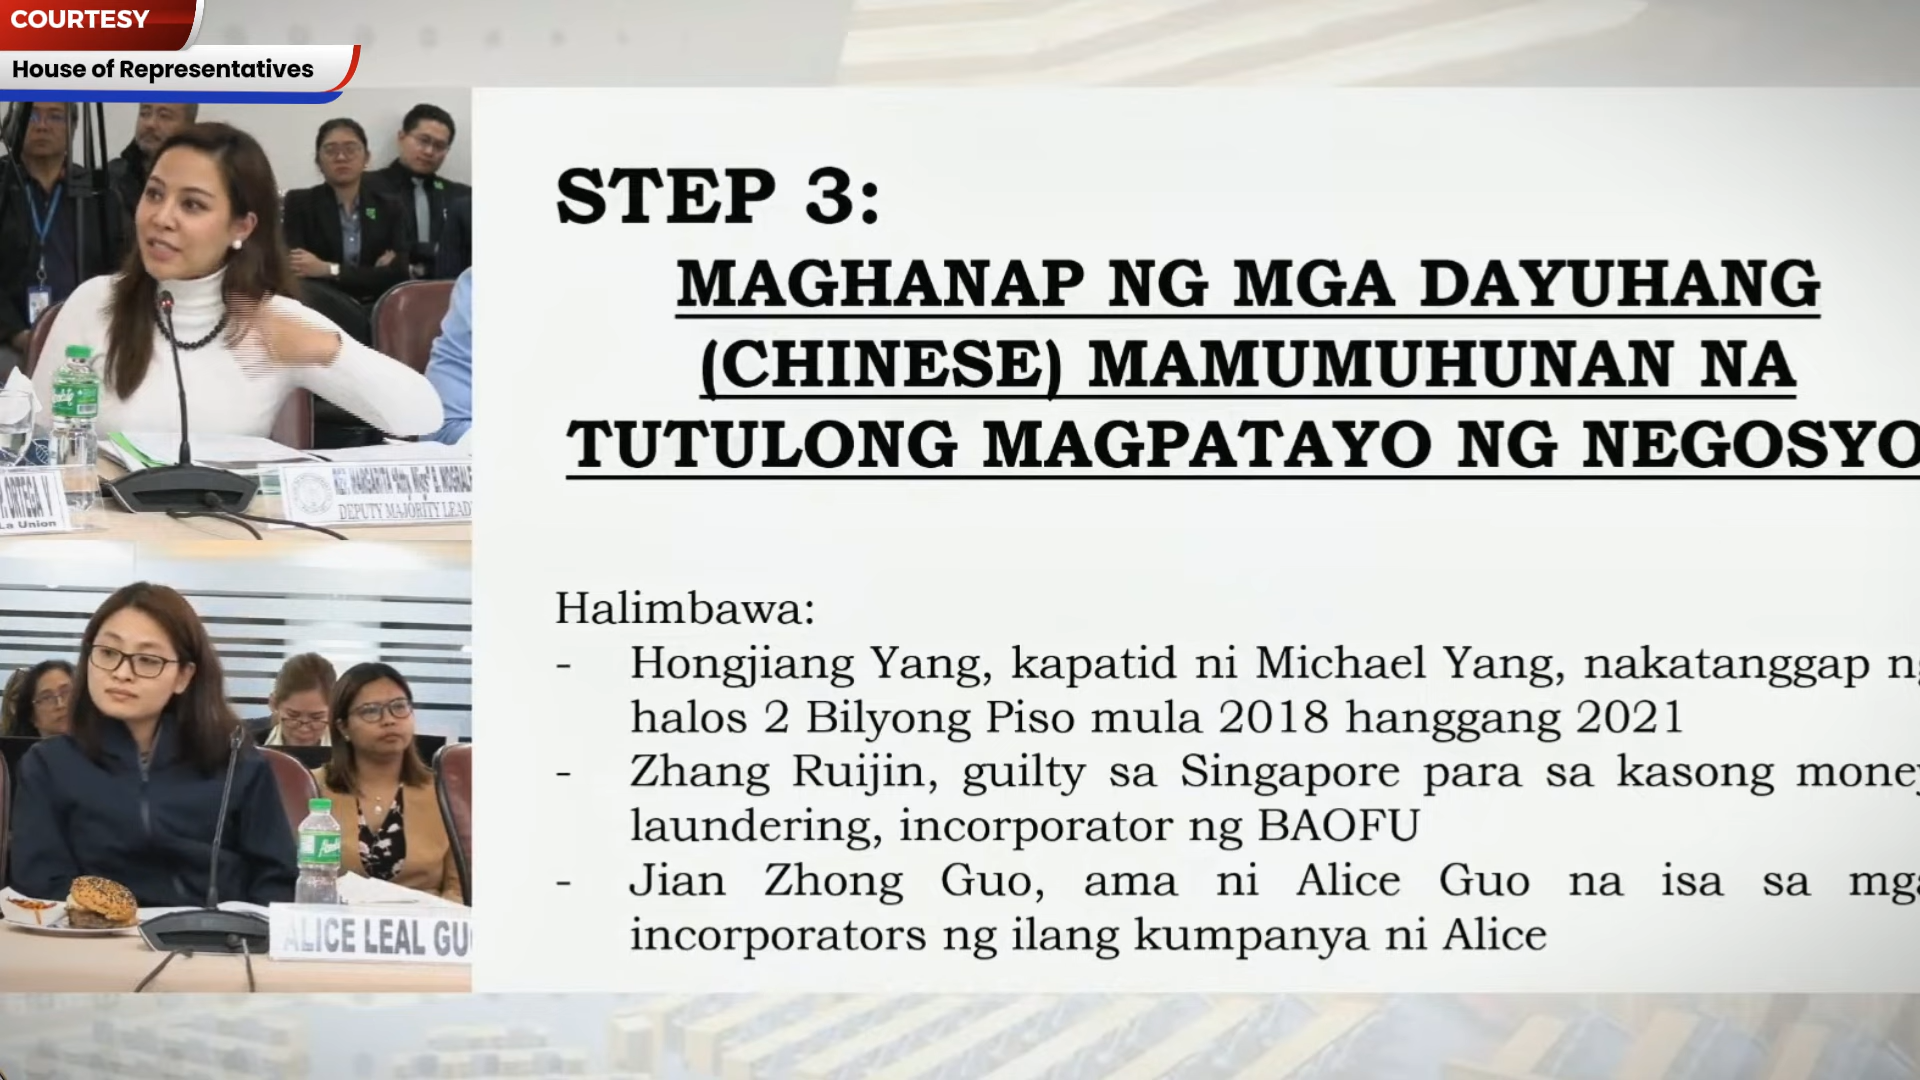 COURTESY
House of Representatives
ORTEGA V
La Union
DEPUTY MAJORITY
ALICE LEAL
STEP 3:
MAGHANAP NG MGA DAYUHANG
(CHINESE) MAMUMUHUNAN NA
TUTULONG MAGPATAYO NG NEGOSYO
Halimbawa:
- Hongjiang Yang, kapatid ni Michael Yang, nakatanggap
halos 2 Bilyong Piso mula 2018 hanggang 2021
- Zhang Ruijin, guilty sa Singapore para sa kasong money
laundering, incorporator ng BAOFU
- Jian Zhong Guo, ama ni Alice Guo na isa sa mga
incorporators ng ilang kumpanya ni Alice